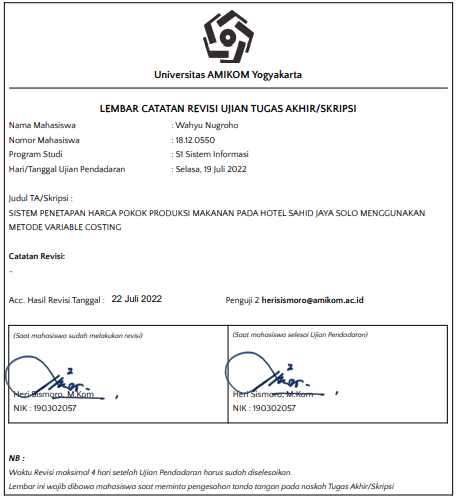 Universitas AMIKOM Yogyakarta
LEMBAR CATATAN REVISI UJIAN TUGAS AKHIR/SKRIPSI
Nama Mahasiswa : Wahyu Nugroho
Nomor Mahasiswa : 18.12.0550
Program Studi : S1 Sistem Informasi
Hari/Tanggal Ujian Pendadaran : Selasa, 19 Juli 2022
Judul TA/Skripsi :
SISTEM PENETAPAN HARGA POKOK PRODUKSI MAKANAN PADA HOTEL SAHID JAYA SOLO MENGGUNAKAN
METODE VARIABLE COSTING
Catatan Revisi:
-
Acc. Hasil Revisi Tanggal : 22 Juli 2022 Penguji 2 herisismoro@amikom.ac.id
(Saat mahasiswa sudah melakukan revisi)
Heri Sismoro, M.Kom
NIK : 190302057
(Saat mahasiswa selesai Ujian Pendadaran)
Heri Sismoro, M.Kom
NIK : 190302057
NB :
Waktu Revisi maksimal 4 hari setelah Ujian Pendadaran harus sudah diselesaikan.
Lembar ini wajib dibawa mahasiswa saat meminta pengesahan tanda tangan pada naskah Tugas Akhir/Skripsi